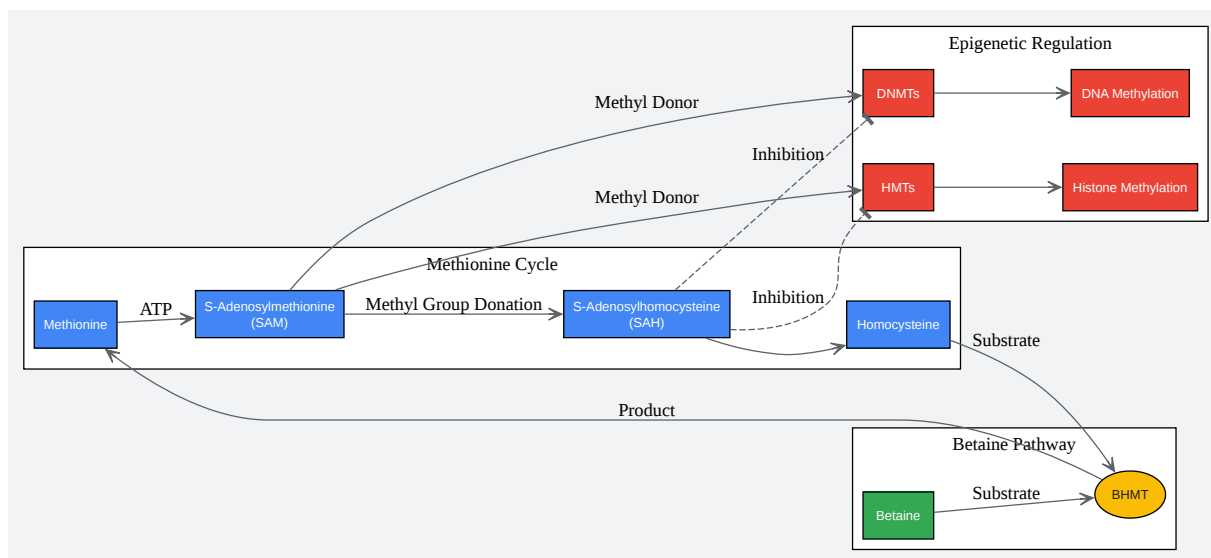 Epigenetic Regulation
DNMTs
DNA Methylation
Methyl Donor
Inhibition
HMTs
Histone Methylation
Methyl Donor
Methionine Cycle
Methionine
ATP
S-Adenosylmethionine
(SAM)
Methyl Group Donation
S-Adenosylhomocysteine
(SAH)
Inhibition
Homocysteine
Substrate
Product
Betaine Pathway
Betaine
Substrate
BHMT